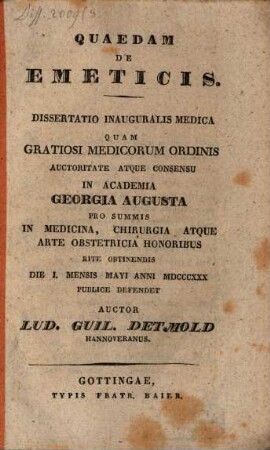 QUAEDAM
DE
EMETICIS.
DISSERTATIO INAUGURALIS MEDICA
QUAM
GRATIOSI MEDICORUM ORDINIS
AUCTORITATE ATQUE CONSENSU
IN ACADEMIA
GEORGIA AUGUSTA
PRO SUMMIS
IN MEDICINA, CHIRURGIA ATQUE
ARTE OBSTETRICIA HONORIBUS
RITE OBTINENDIS
DIE I. MENSIS MAYI ANNI MDCCCXXX
PUBLICE DEFENDET
AUCTOR
LUD. GUIL. DETMOLD
HANNOVERANUS.
GOTTINGAE,
TYPIS FRATR. BAIER.